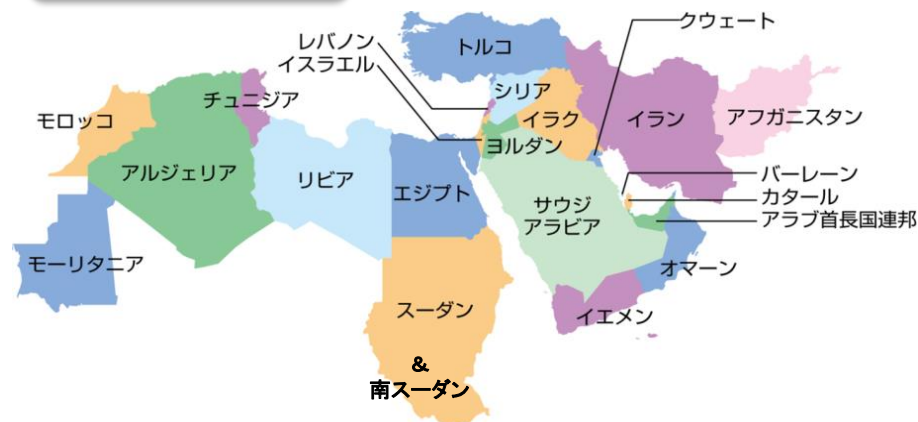 クウェート
トルコ
レバノン
イスラエル
シリア
チュニジア
イラク
イラン
アフガニスタン
モロッコ
ヨルダン
アルジェリア
リビア
エジプト
バーレーン
カタール
サウジ
アラビア
アラブ首長国連邦
モーリタニア
オマーン
スーダン
イエメン
&
南スーダン